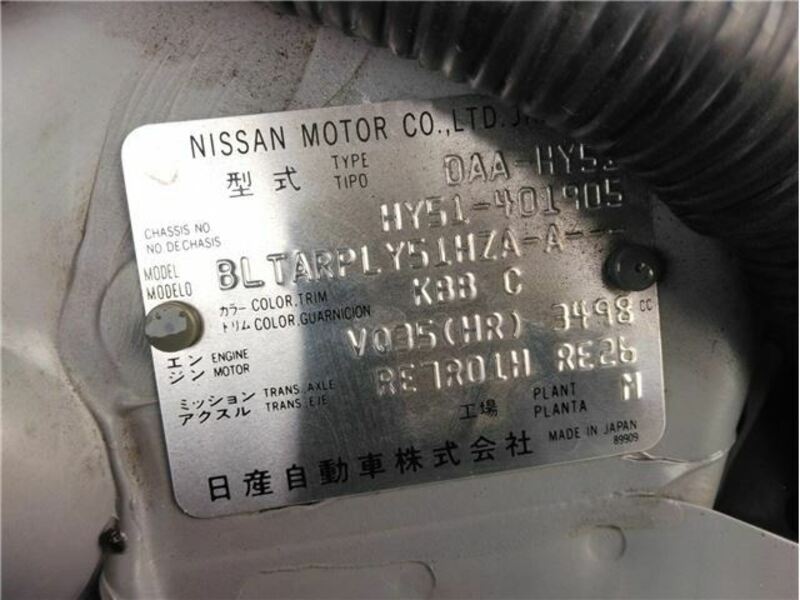 NISSAN MOTOR CO.,LTD.
型式 TYPE TIPO DAA-HY51
CHASSIS NO
NO DE CHASIS HY51-401905
MODEL
MODELO BLTARPLY51HZA-A---
カラー COLOR,TRIM
トリム COLOR,GUARNICION K88 C
エン ENGINE
ジン MOTOR VQ35(HR) 3498 CC
ミッション TRANS. AXLE
アクスル TRANS. EJE RE7R01H RE26
工場 PLANT PLANTA M
MADE IN JAPAN
89909
日産自動車株式会社